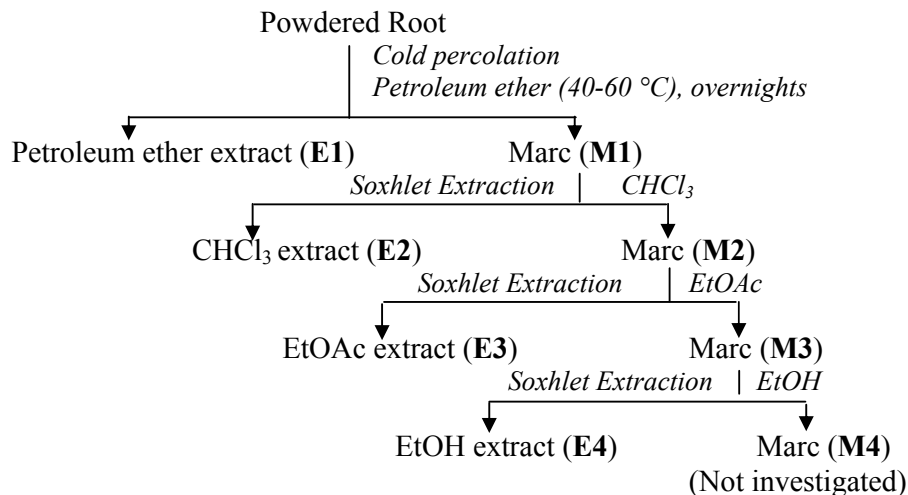 Powdered Root
Cold percolation
Petroleum ether (40-60 °C), overnights
Petroleum ether extract (E1) Marc (M1)
Soxhlet Extraction CHCl₃
CHCl₃ extract (E2) Marc (M2)
Soxhlet Extraction EtOAc
EtOAc extract (E3) Marc (M3)
Soxhlet Extraction EtOH
EtOH extract (E4) Marc (M4)
(Not investigated)